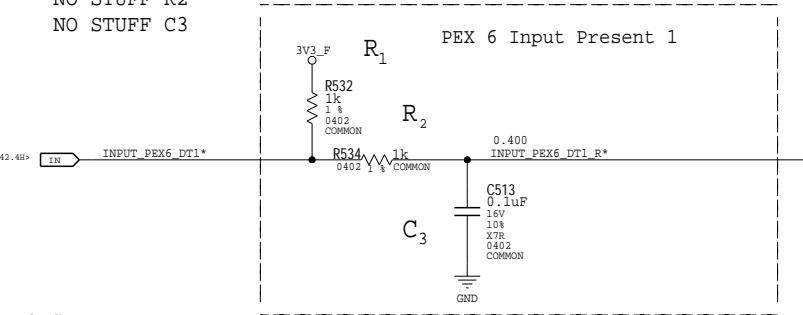 NO STUFF R2
NO STUFF C3
PEX 6 Input Present 1
3V3_F
R1
R532
1k
1 %
0402
COMMON
R2
42.4H>
IN
INPUT_PEX6_DT1*
R534
1k
0402 1 % COMMON
0.400
INPUT_PEX6_DT1_R*
C513
0.1uF
16V
10%
X7R
0402
COMMON
C3
GND